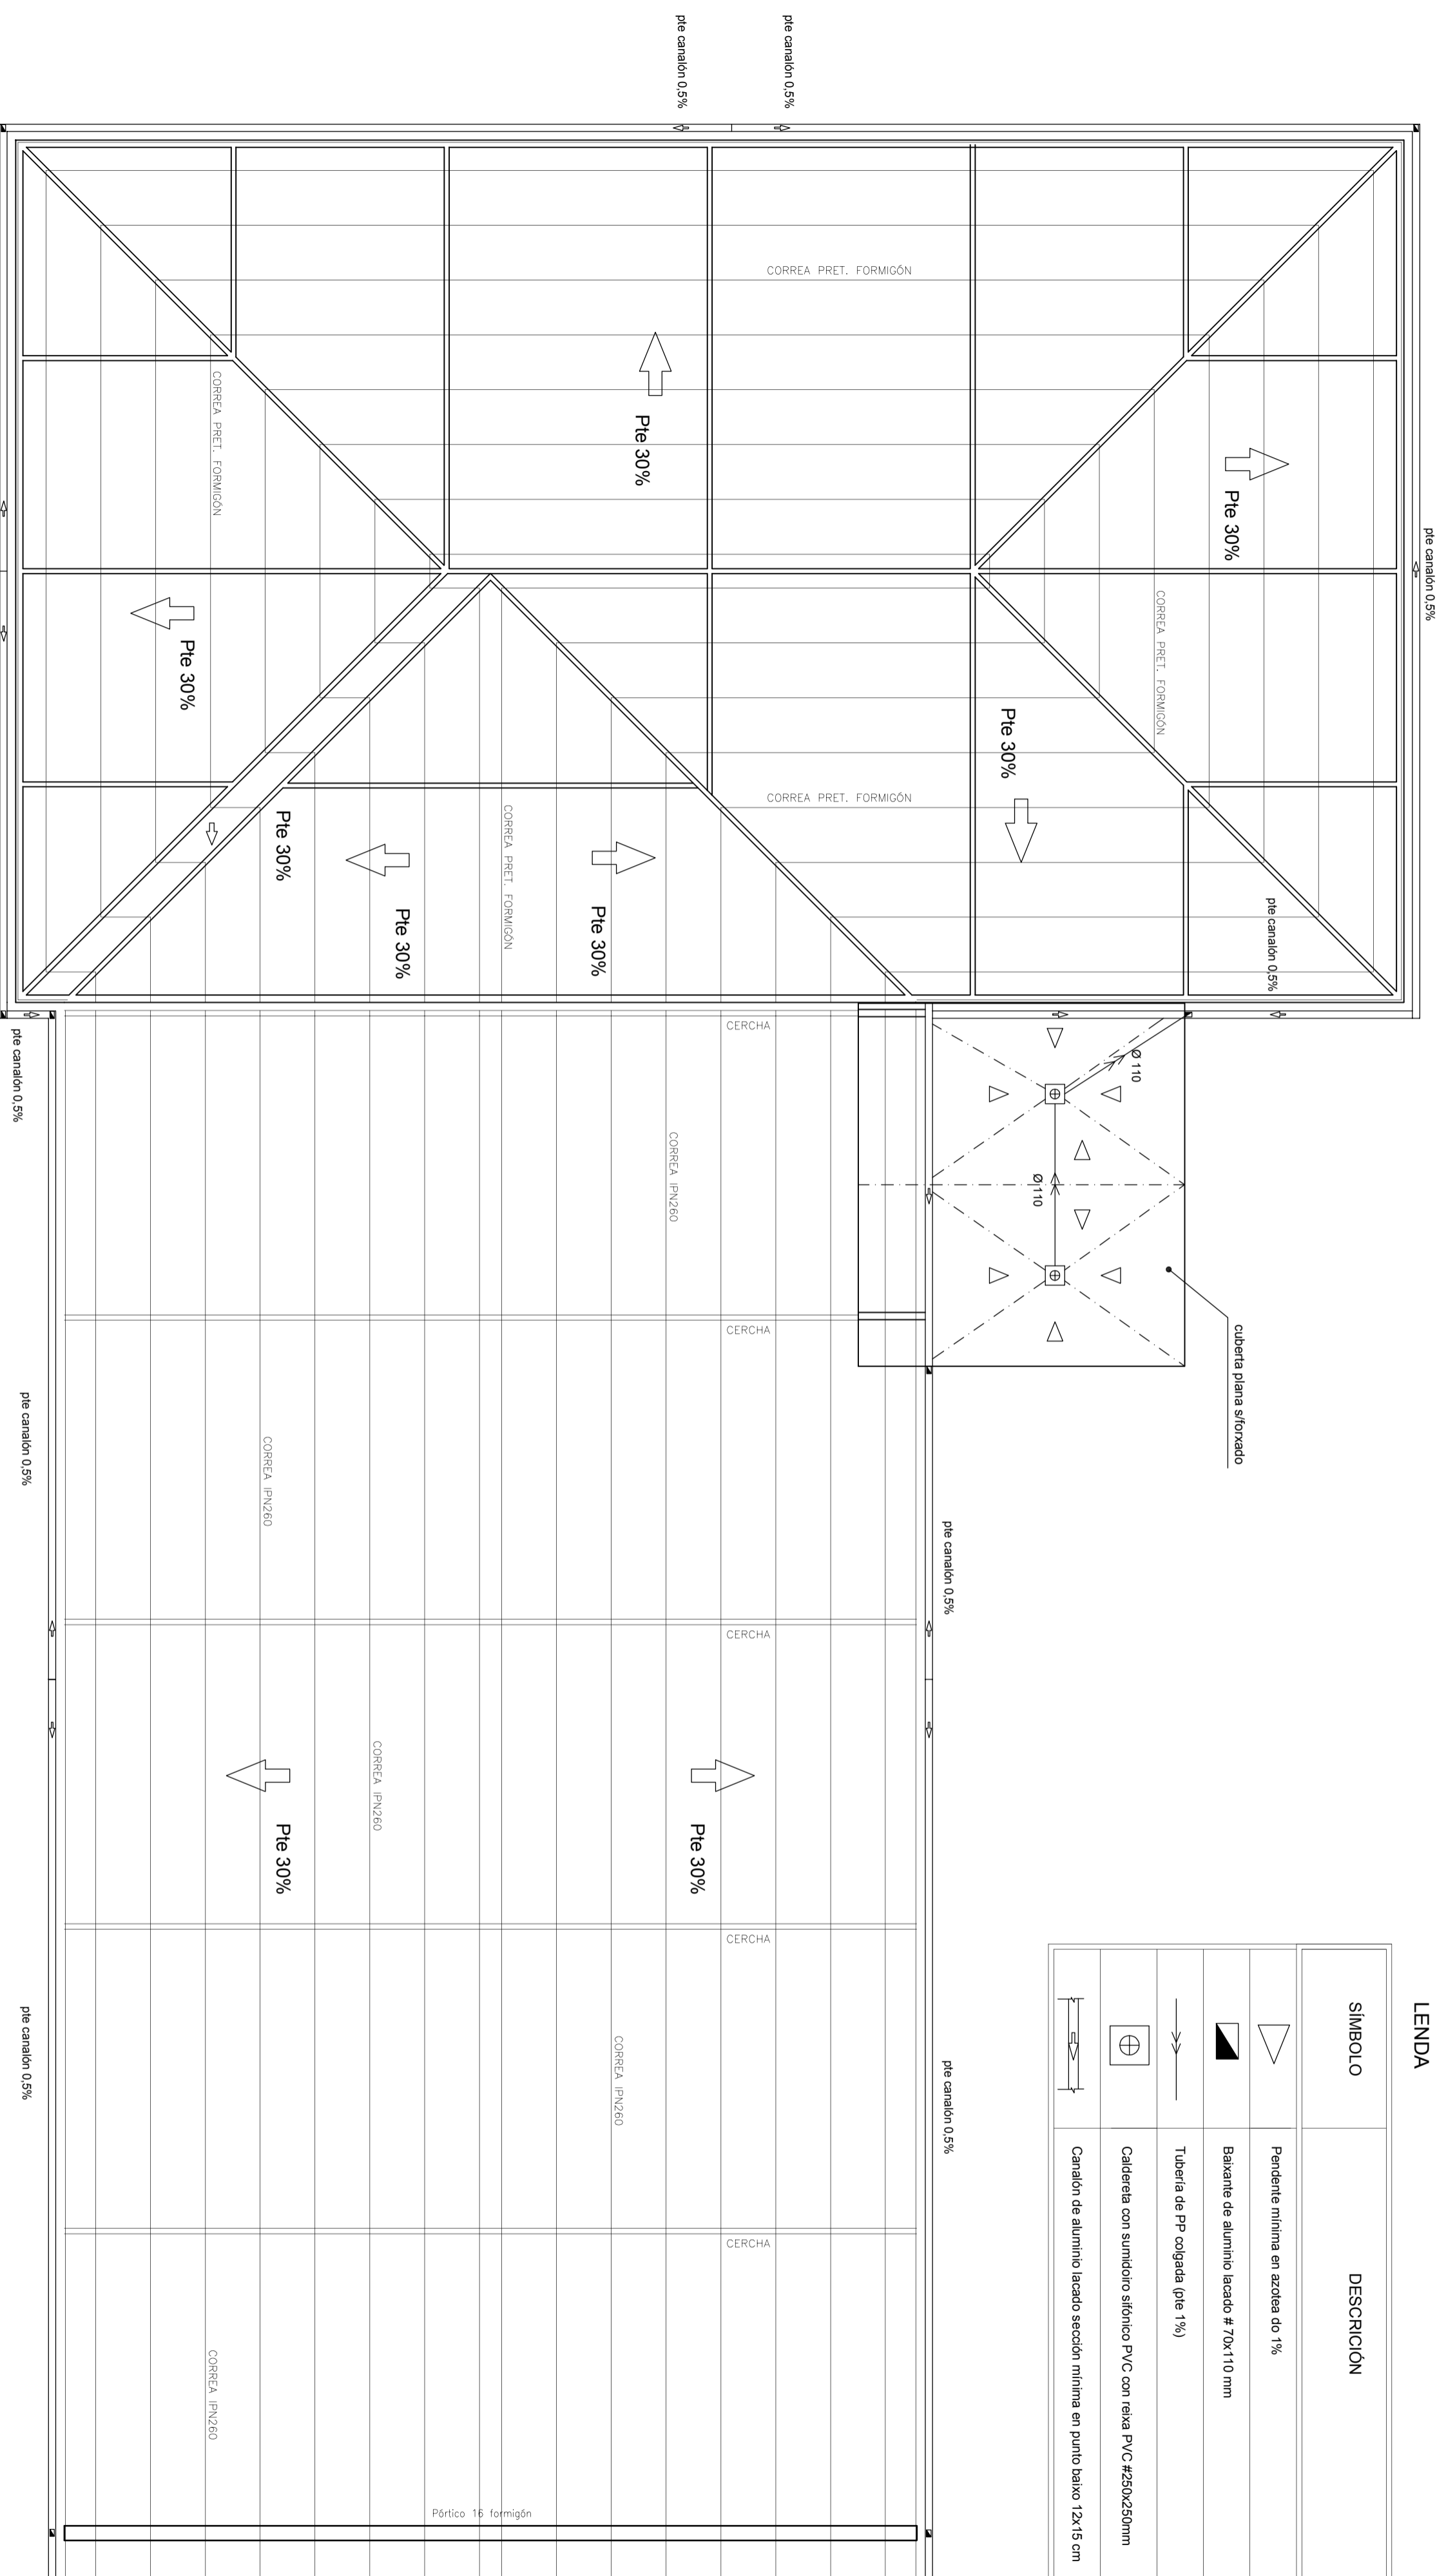 LENDA
SÍMBOLO
DESCRICIÓN
Pendente mínima en azotea do 1%
Baixante de aluminio lacado # 70x110 mm
Tubería de PP colgada (pte 1%)
Caldereta con sumidoiro sifónico PVC con reixa PVC #250x250mm
Canalón de aluminio lacado sección mínima en punto baixo 12x15 cm
pte canalón 0,5%
pte canalón 0,5%
pte canalón 0,5%
CORREA PRET. FORMIGÓN
Pte 30%
Pte 30%
CORREA PRET. FORMIGÓN
CORREA PRET. FORMIGÓN
Pte 30%
Pte 30%
CORREA PRET. FORMIGÓN
pte canalón 0,5%
Pte 30%
Pte 30%
Pte 30%
CORREA PRET. FORMIGÓN
pte canalón 0,5%
Ø 110
Ø 110
cuberta plana s/forxado
CERCHA
CORREA IPN260
CERCHA
pte canalón 0,5%
CORREA IPN260
pte canalón 0,5%
CERCHA
CORREA IPN260
Pte 30%
Pte 30%
CERCHA
pte canalón 0,5%
CORREA IPN260
pte canalón 0,5%
CERCHA
CORREA IPN260
Pórtico 16 formigón